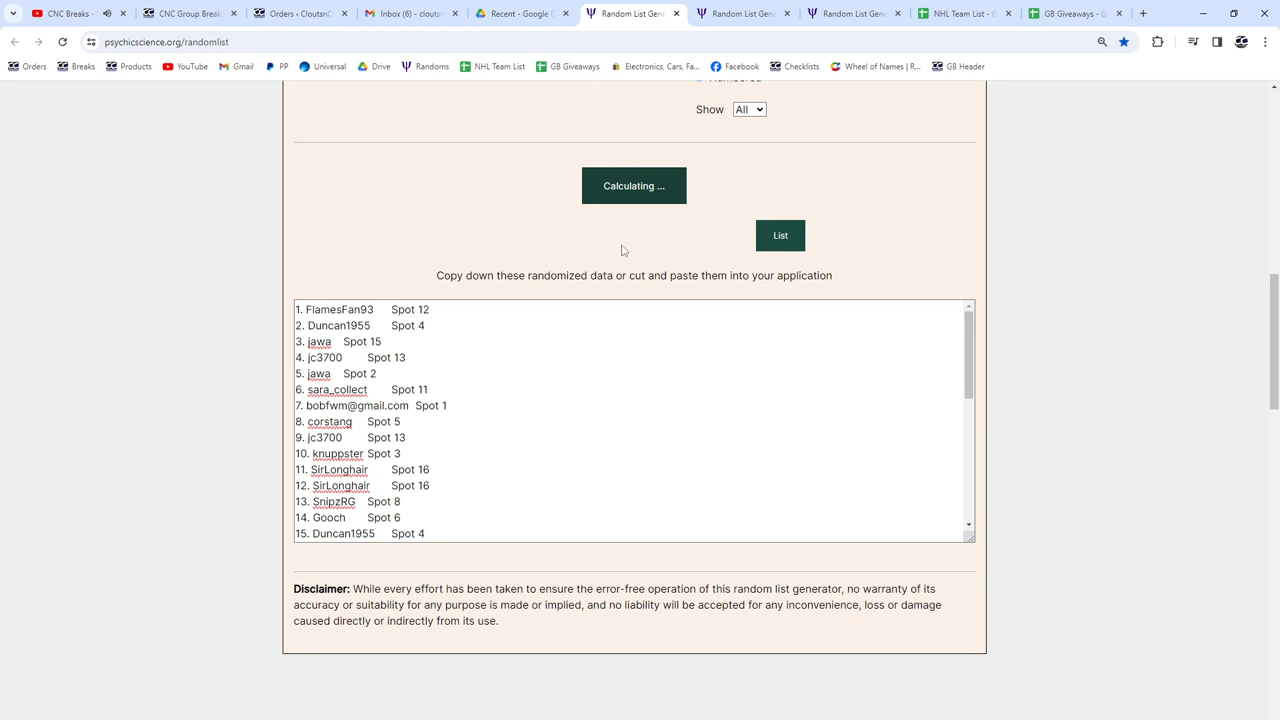 CNC Breaks -
CNC Group Break
Orders ‹ CloutsnC
Inbox (6) - clouts
Recent - Google D
Random List Gene
Random List Gene
Random List Gene
NHL Team List - G
GB Giveaways - G
psychicscience.org/randomlist
Orders
Breaks
Products
YouTube
Gmail
PP
Universal
Drive
Randoms
NHL Team List
GB Giveaways
Electronics, Cars, Fa...
Facebook
Checklists
Wheel of Names | R...
GB Header
Numbered
Show All
Calculating ...
List
Copy down these randomized data or cut and paste them into your application
1. FlamesFan93 Spot 12
2. Duncan1955 Spot 4
3. jawa Spot 15
4. jc3700 Spot 13
5. jawa Spot 2
6. sara_collect Spot 11
7. bobfwm@gmail.com Spot 1
8. corstang Spot 5
9. jc3700 Spot 13
10. knuppster Spot 3
11. SirLonghair Spot 16
12. SirLonghair Spot 16
13. SnipzRG Spot 8
14. Gooch Spot 6
15. Duncan1955 Spot 4
Disclaimer: While every effort has been taken to ensure the error-free operation of this random list generator, no warranty of its
accuracy or suitability for any purpose is made or implied, and no liability will be accepted for any inconvenience, loss or damage
caused directly or indirectly from its use.